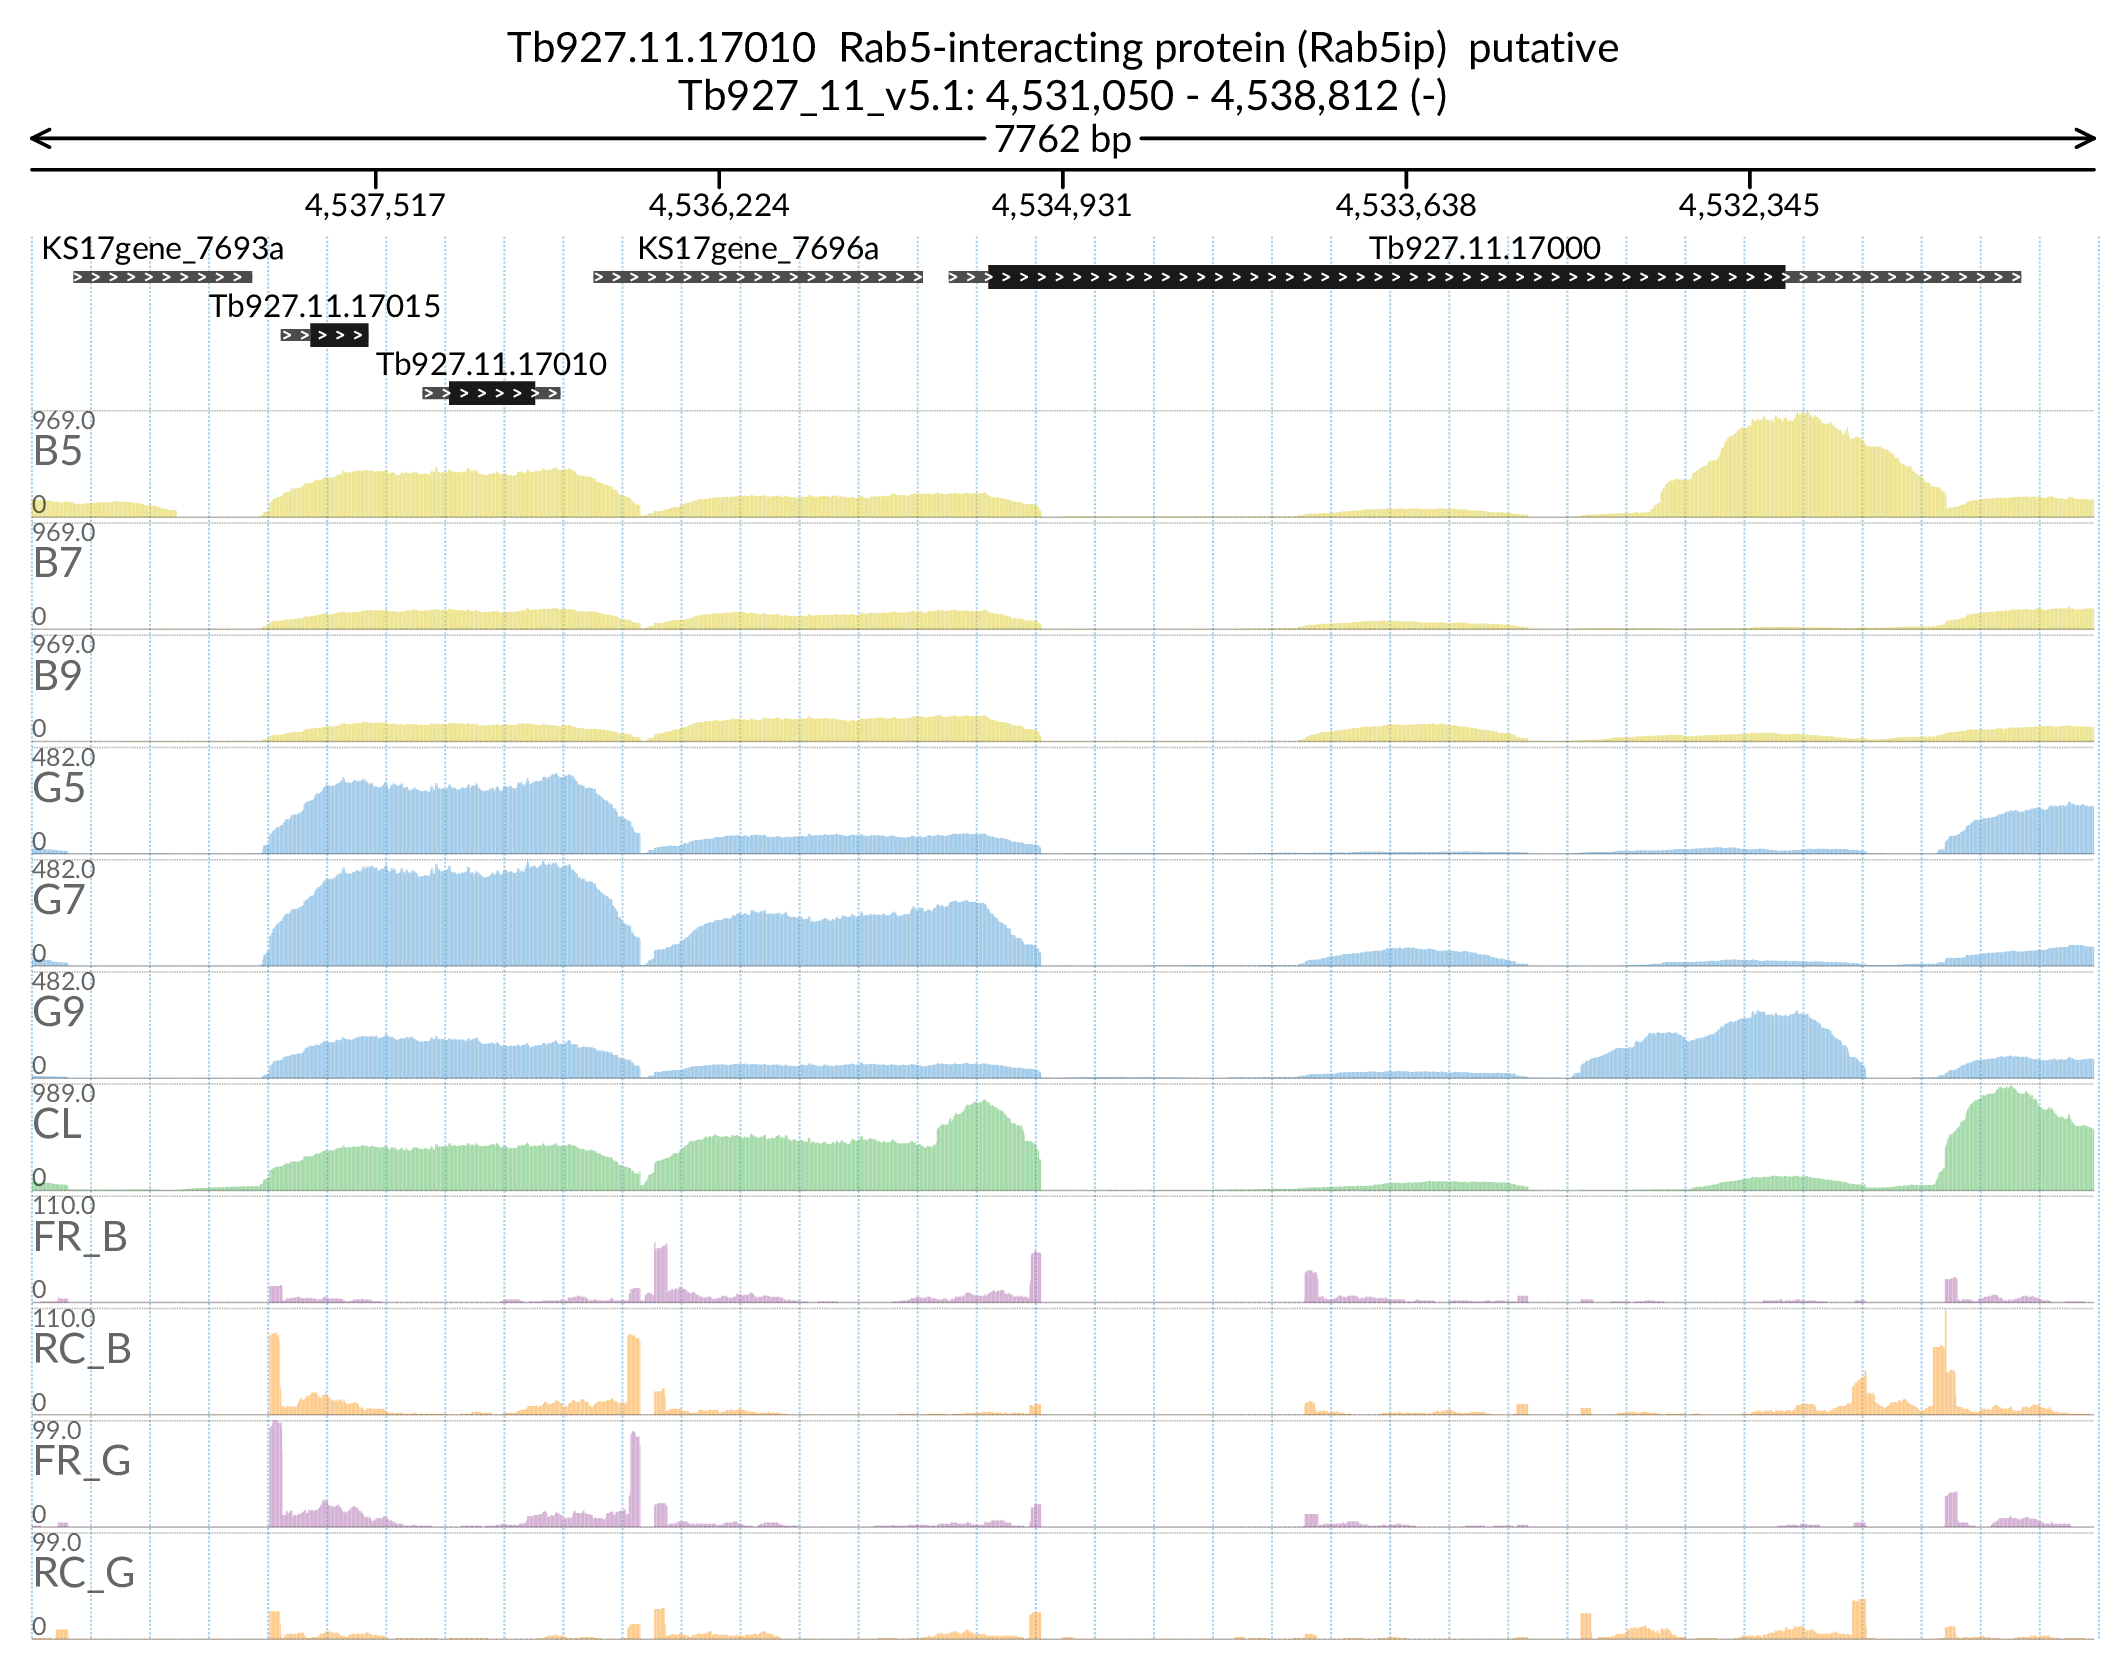 Tb927.11.17010 Rab5-interacting protein (Rab5ip) putative
Tb927_11_v5.1: 4,531,050 - 4,538,812 (-)
7762 bp
4,537,517 4,536,224 4,534,931 4,533,638 4,532,345
KS17gene_7693a KS17gene_7696a Tb927.11.17000
Tb927.11.17015
Tb927.11.17010
969.0
B5
0
969.0
B7
0
969.0
B9
0
482.0
G5
0
482.0
G7
0
482.0
G9
0
989.0
CL
0
110.0
FR_B
0
110.0
RC_B
0
99.0
FR_G
0
99.0
RC_G
0